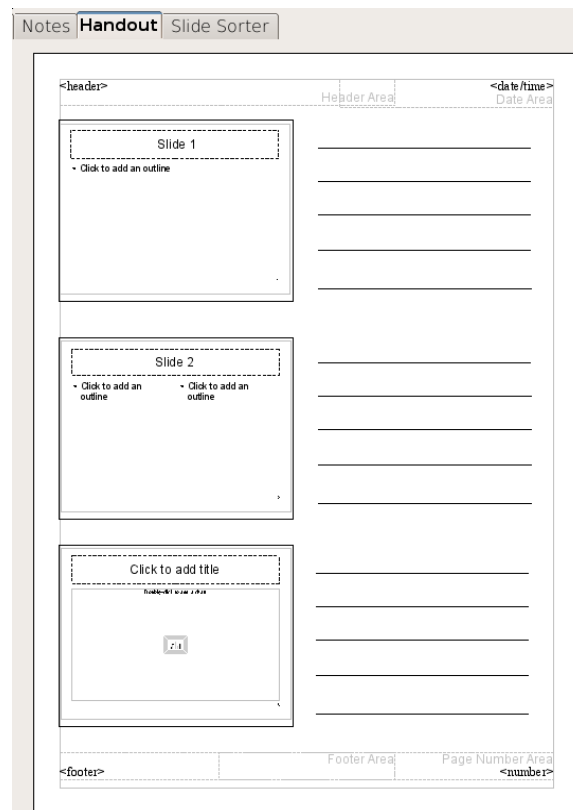 Notes Handout Slide Sorter
<header> <date/time>
Header Area Date Area
Slide 1
Click to add an outline
Slide 2
Click to add an Click to add an
outline outline
Click to add title
Footer Area Page Number Area
<footer> <number>